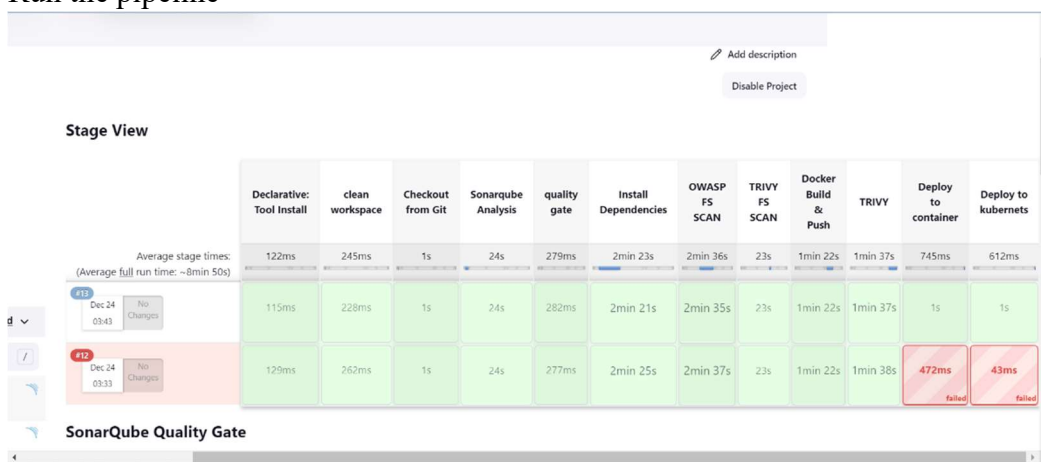 Run the pipeline
Add description
Disable Project
Stage View
Declarative: Tool Install
clean workspace
Checkout from Git
Sonarqube Analysis
quality gate
Install Dependencies
OWASP FS SCAN
TRIVY FS SCAN
Docker Build & Push
TRIVY
Deploy to container
Deploy to kubernets
Average stage times:
(Average full run time: ~8min 50s)
122ms 245ms 1s 24s 279ms 2min 23s 2min 36s 23s 1min 22s 1min 37s 745ms 612ms
#13
Dec 24
03:43
No Changes
115ms 228ms 1s 24s 282ms 2min 21s 2min 35s 23s 1min 22s 1min 37s 1s 1s
d
/
#12
Dec 24
03:33
No Changes
129ms 262ms 1s 24s 277ms 2min 25s 2min 37s 23s 1min 22s 1min 38s 472ms 43ms
failed failed
SonarQube Quality Gate